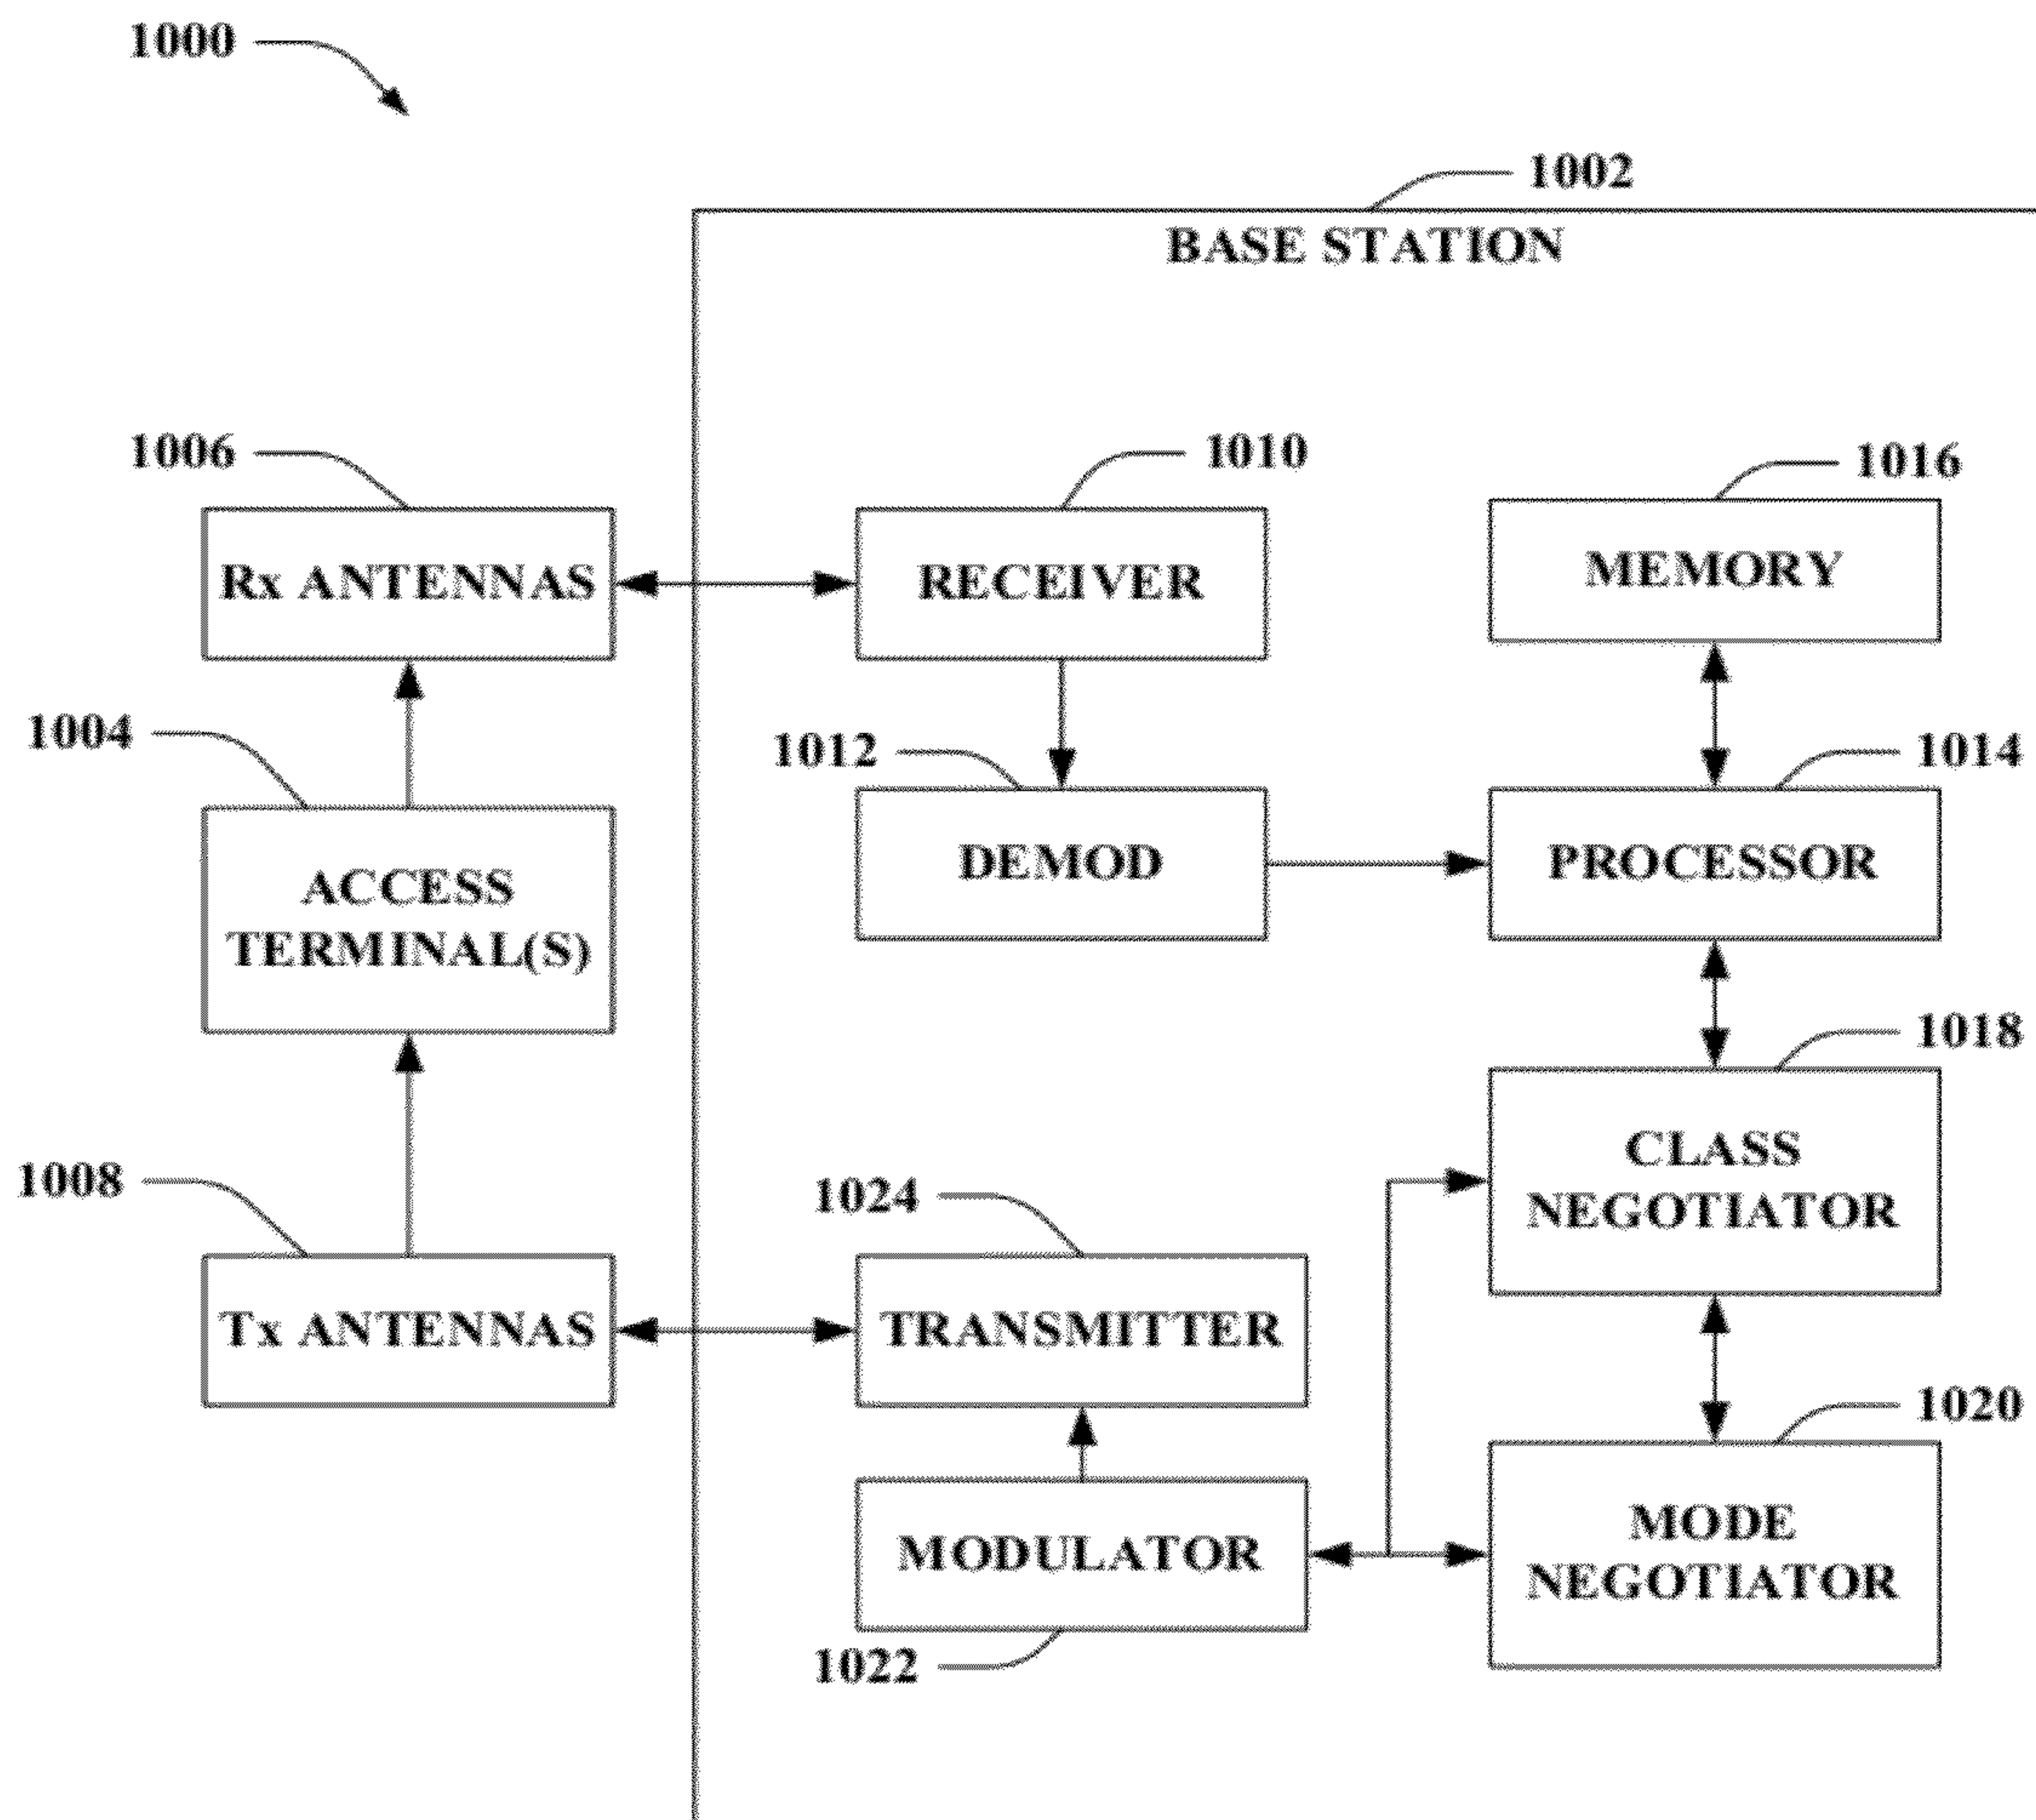 1000
1002
BASE STATION
1006
1010
1016
Rx ANTENNAS
RECEIVER
MEMORY
1004
1012
1014
ACCESS
TERMINAL(S)
DEMOD
PROCESSOR
1018
1008
1024
CLASS
NEGOTIATOR
Tx ANTENNAS
TRANSMITTER
1020
MODULATOR
MODE
NEGOTIATOR
1022